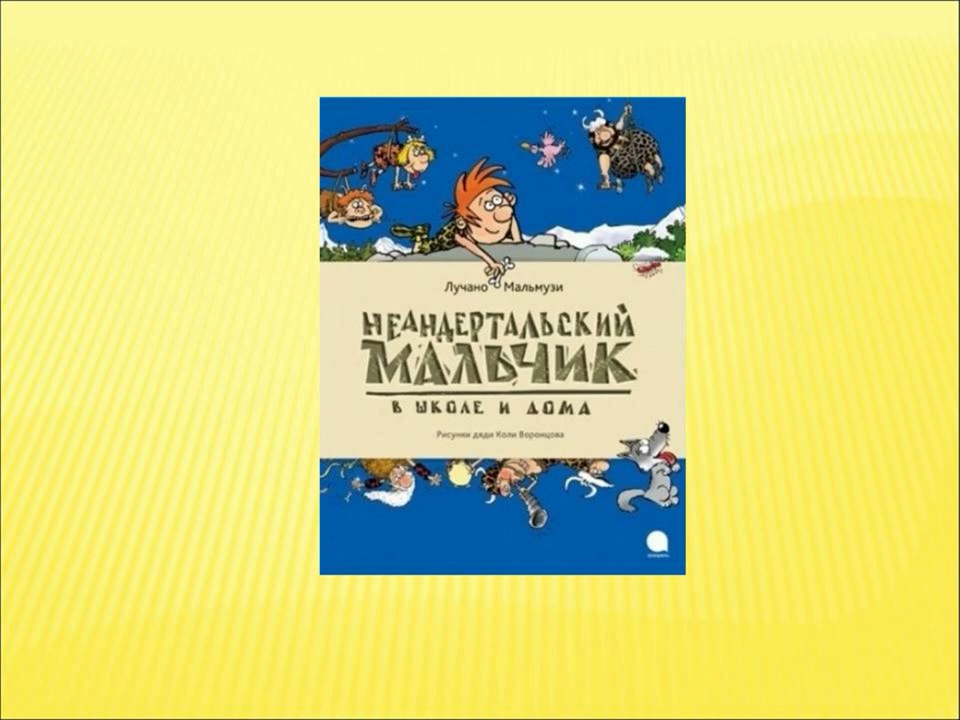 Лучано Мальмузи
НЕАНДЕРТАЛЬСКИЙ
МАЛЬЧИК
В ШКОЛЕ И ДОМА
Рисунки дяди Коли Воронцова